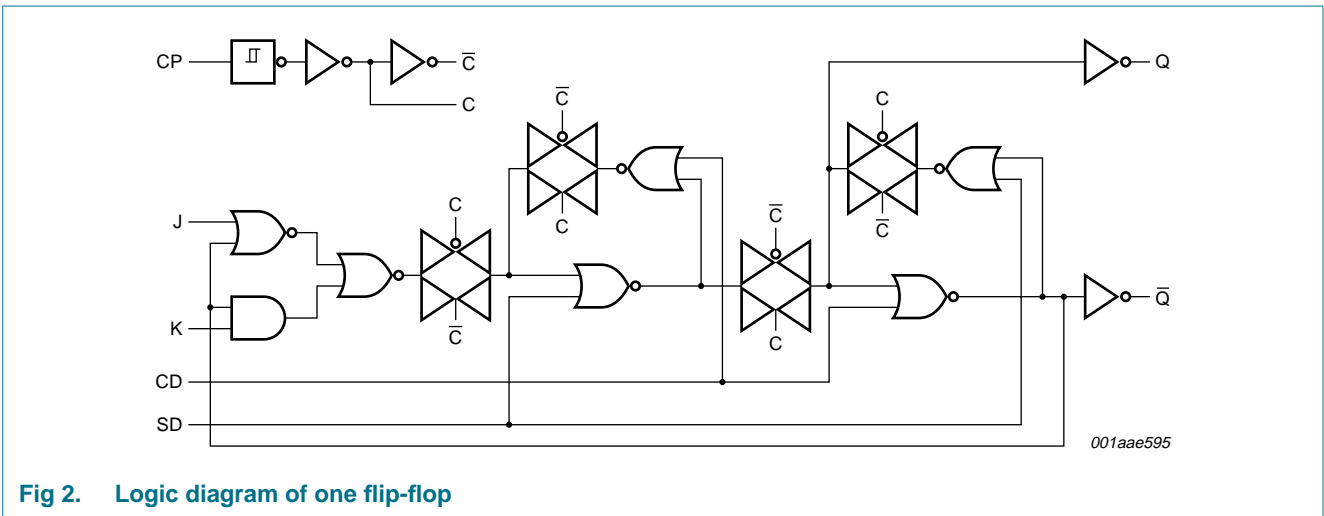 CP
C̅
C
Q
C̅
C
C
C̅
J
C
C̅
K
C̅
C
Q̅
CD
SD
001aae595
Fig 2. Logic diagram of one flip-flop